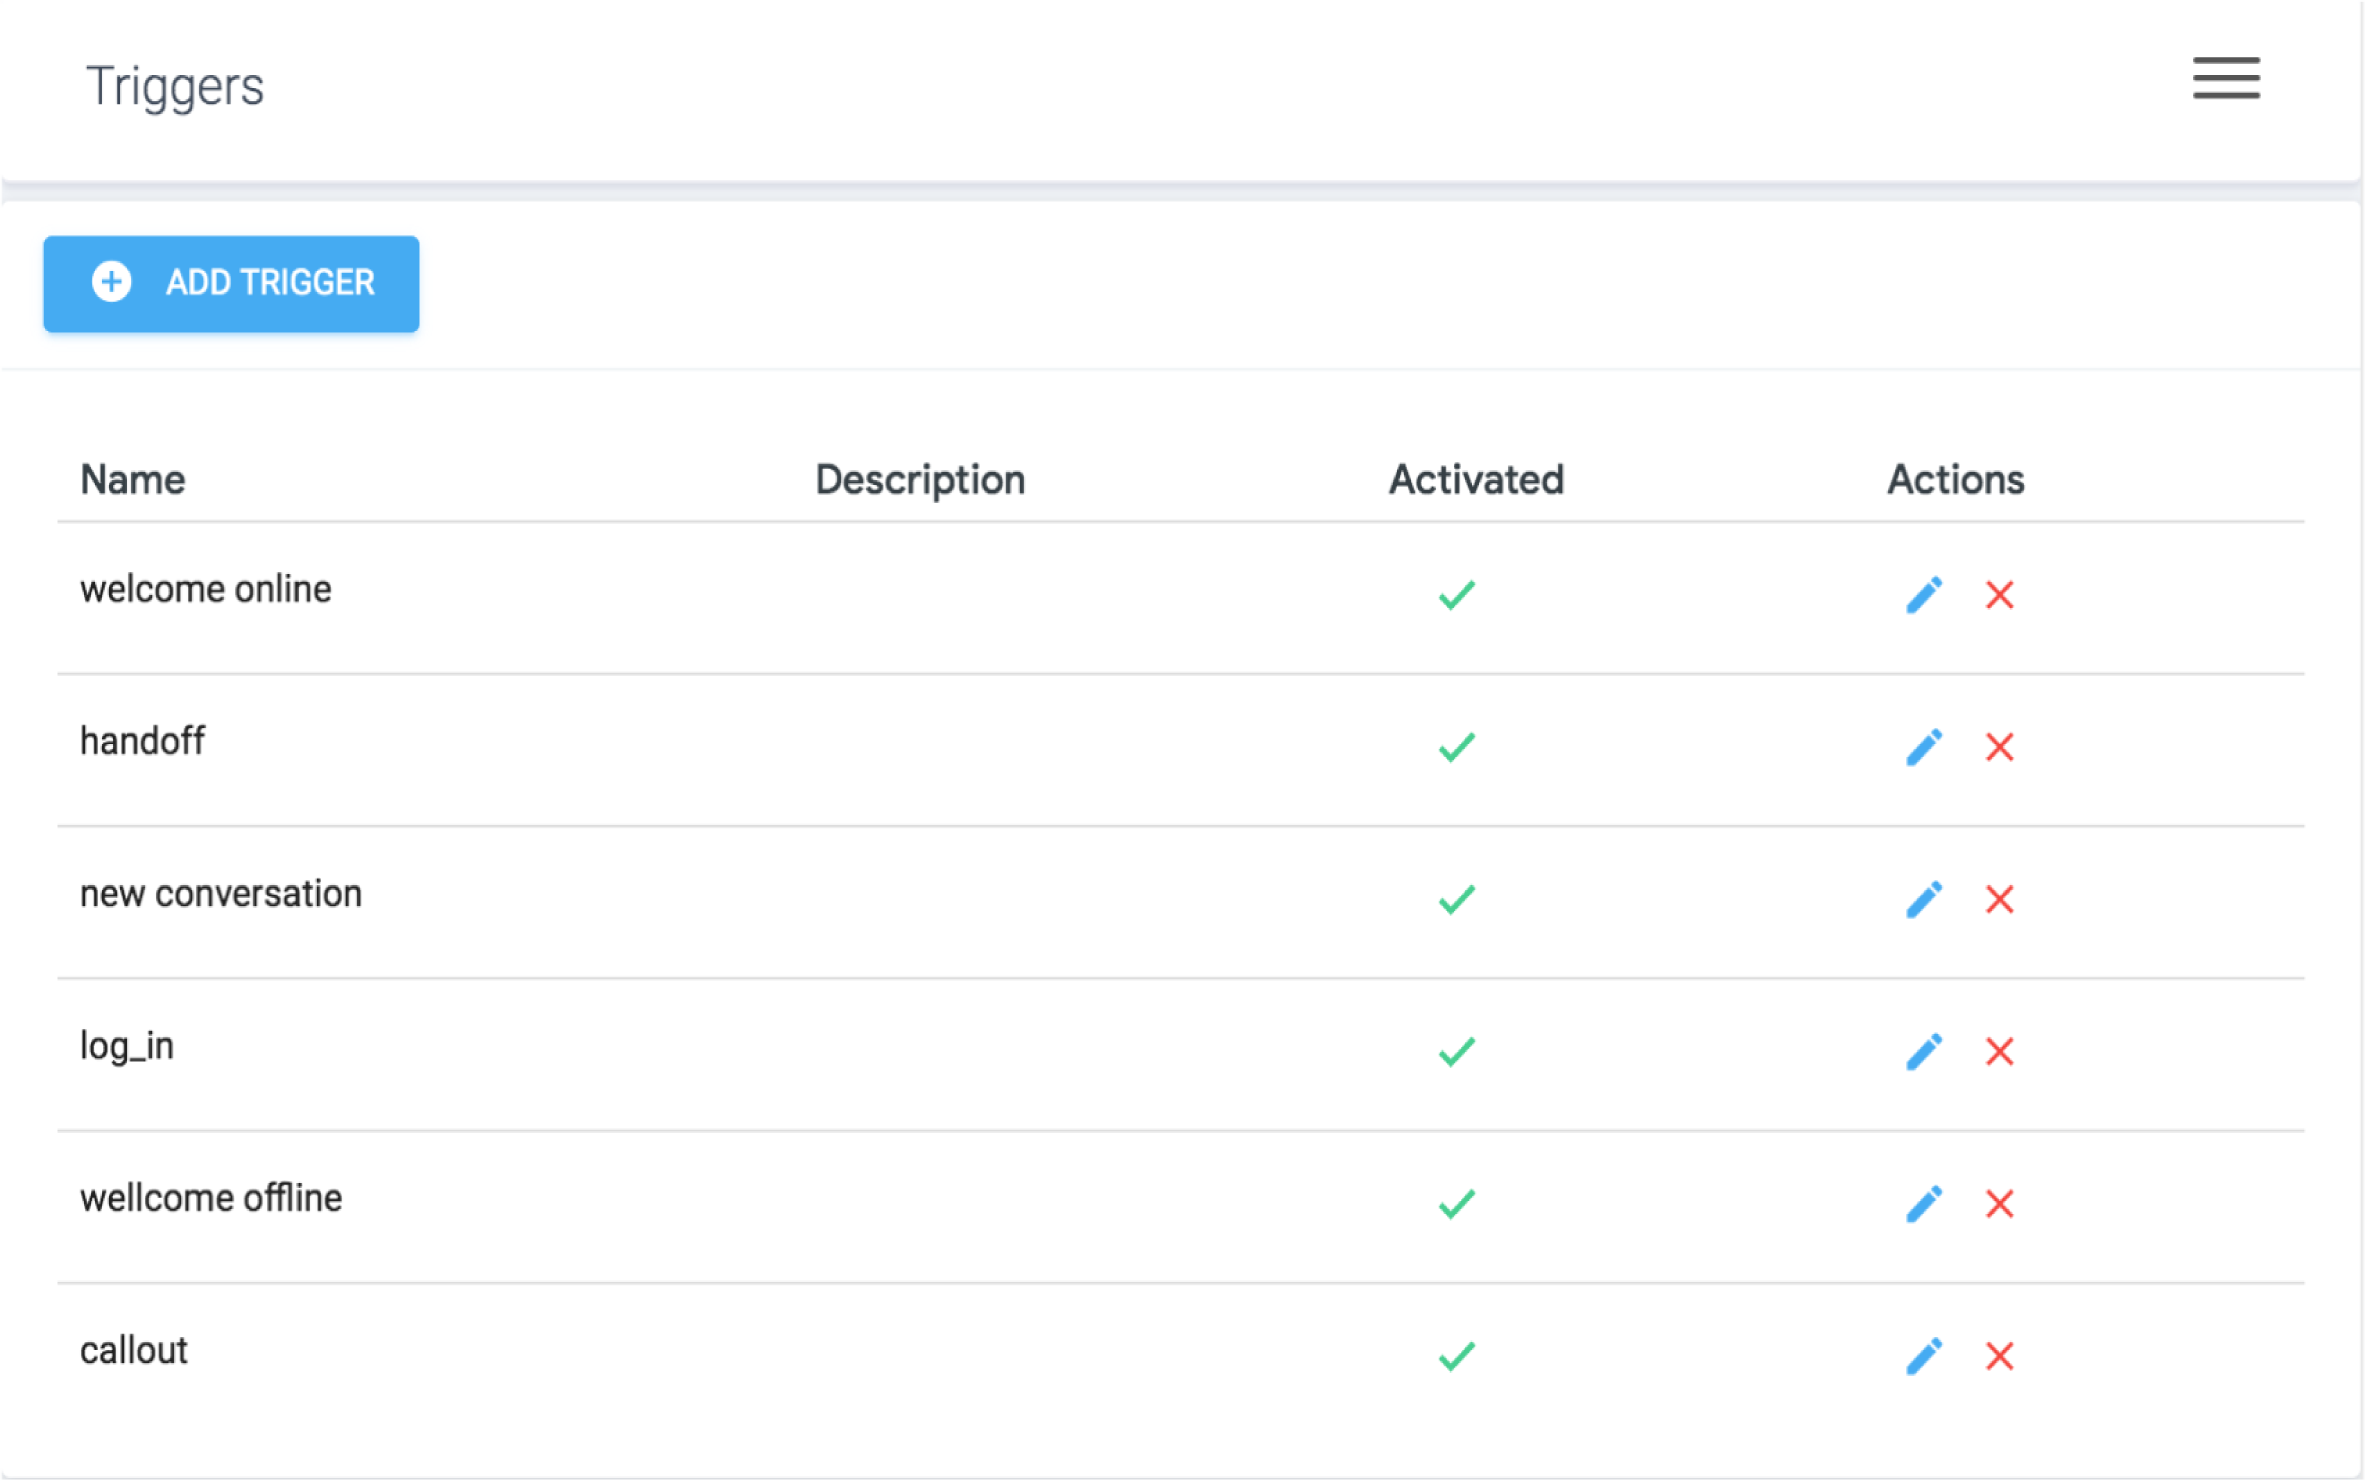 Triggers
ADD TRIGGER
Name Description Activated Actions
welcome online
handoff
new conversation
log_in
wellcome offline
callout